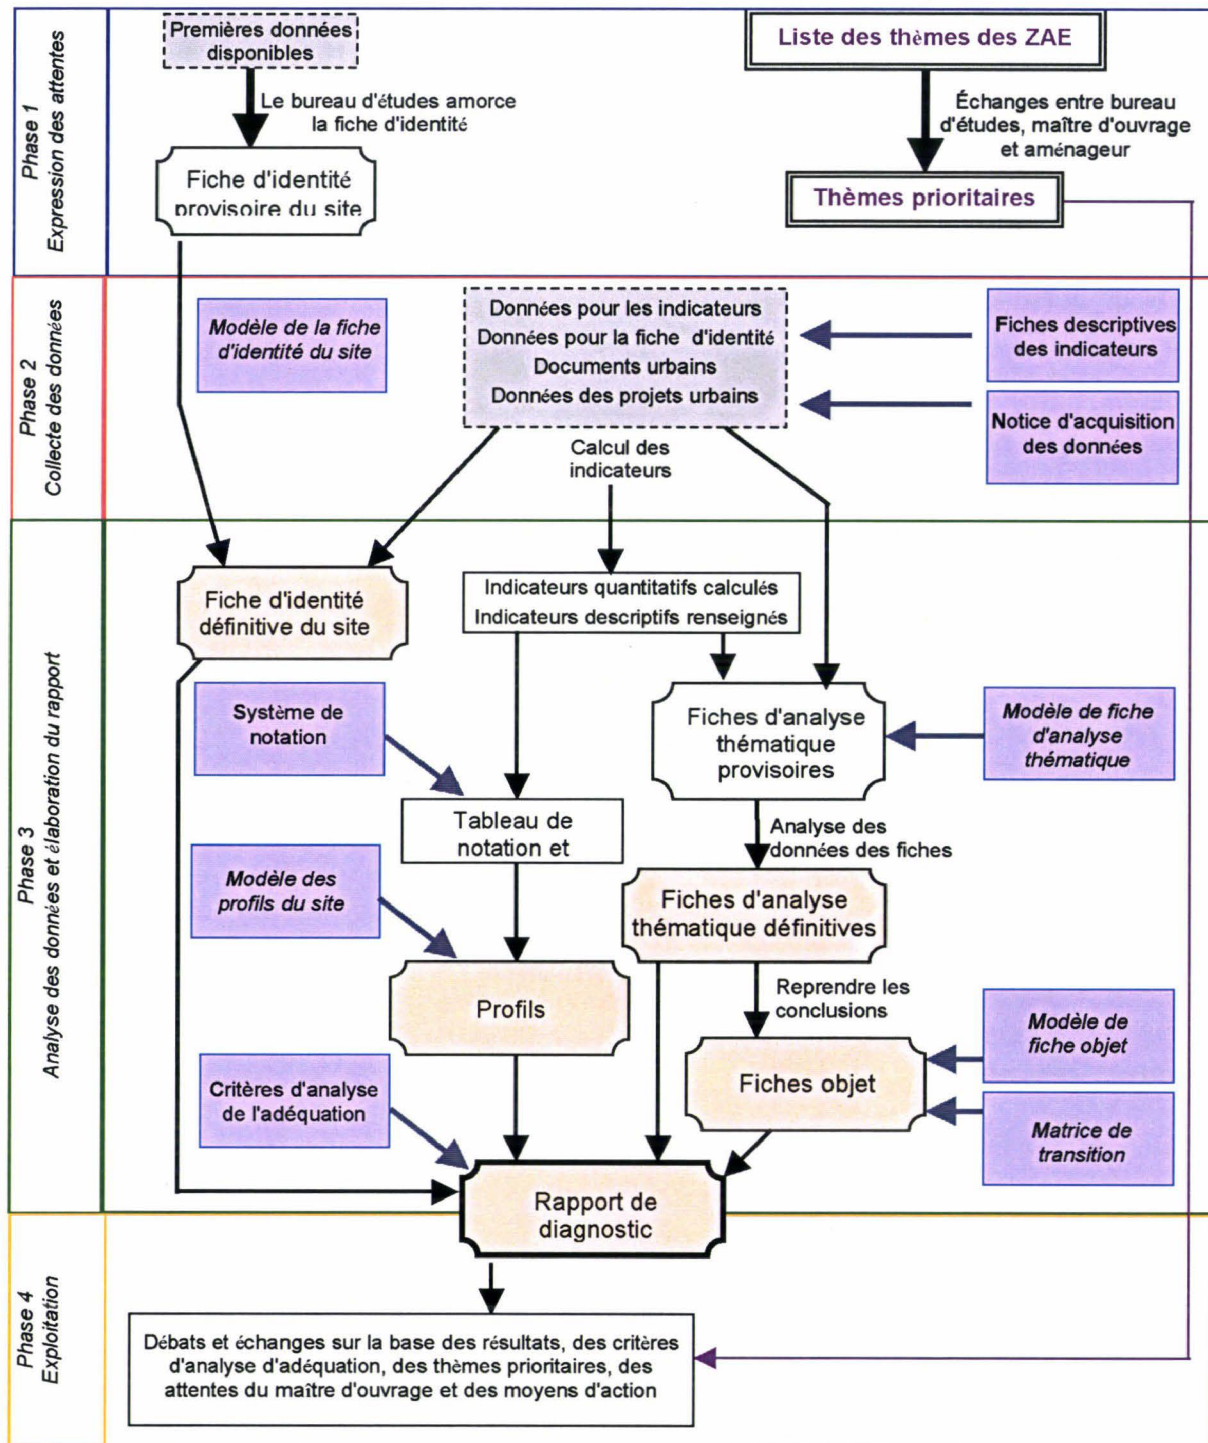 Phase 1
Expression des attentes
Premières données
disponibles
Le bureau d'études amorce
la fiche d'identité
Fiche d'identité
provisoire du site
Liste des thèmes des ZAE
Échanges entre bureau
d'études, maître d'ouvrage
et aménageur
Thèmes prioritaires
Phase 2
Collecte des données
Modèle de la fiche
d'identité du site
Données pour les indicateurs
Données pour la fiche d'identité
Documents urbains
Données des projets urbains
Fiches descriptives
des indicateurs
Notice d'acquisition
des données
Calcul des
indicateurs
Phase 3
Analyse des données et élaboration du rapport
Fiche d'identité
définitive du site
Indicateurs quantitatifs calculés
Indicateurs descriptifs renseignés
Système de
notation
Fiches d'analyse
thématique
provisoires
Modèle de fiche
d'analyse
thématique
Tableau de
notation et
Analyse des
données des fiches
Modèle des
profils du site
Fiches d'analyse
thématique définitives
Profils
Reprendre les
conclusions
Modèle de
fiche objet
Fiches objet
Critères d'analyse
de l'adéquation
Matrice de
transition
Rapport de
diagnostic
Phase 4
Exploitation
Débats et échanges sur la base des résultats, des critères
d'analyse d'adéquation, des thèmes prioritaires, des
attentes du maître d'ouvrage et des moyens d'action